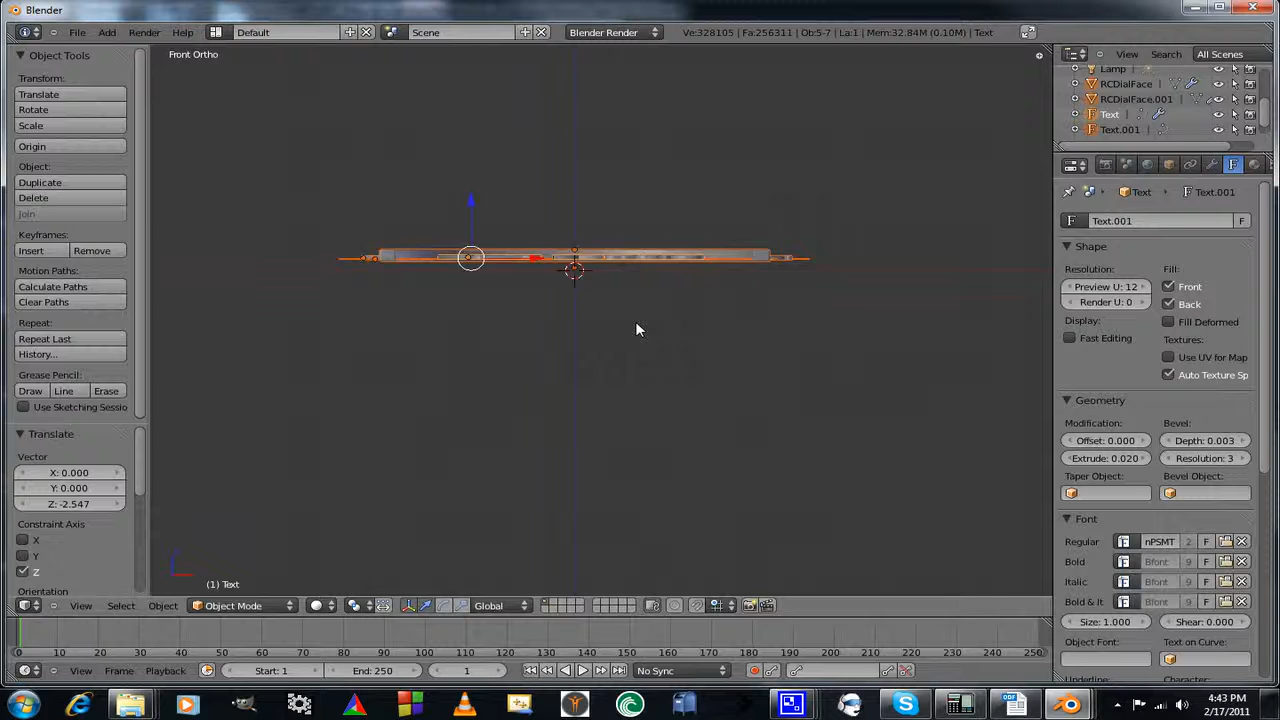 Blender
File Add Render Help Default Scene Blender Render Ve:328105 | Fa:256311 | Ob:5-7 | La:1 | Mem:32.84M (0.10M) | Text
Object Tools
Transform:
Translate
Rotate
Scale
Origin
Object:
Duplicate
Delete
Join
Keyframes:
Insert Remove
Motion Paths:
Calculate Paths
Clear Paths
Repeat:
Repeat Last
History...
Grease Pencil:
Draw Line Erase
Use Sketching Sessio
Translate
Vector
X: 0.000
Y: 0.000
Z: -2.547
Constraint Axis
X
Y
Z
Orientation
Front Ortho
(1) Text
View Select Object Object Mode Global
View Search All Scenes
Lamp
RCDialFace
RCDialFace.001
Text
Text.001
Text Text.001
F Text.001 F
Shape
Resolution: Fill:
Preview U: 12 Front
Render U: 0 Back
Display: Fill Deformed
Fast Editing Textures:
Use UV for Map
Auto Texture Sp
Geometry
Modification: Bevel:
Offset: 0.000 Depth: 0.003
Extrude: 0.020 Resolution: 3
Taper Object: Bevel Object:
Font
Regular F nPSMT 2 F
Bold F Bfont 9 F
Italic F Bfont 9 F
Bold & It F Bfont 9 F
Size: 1.000 Shear: 0.000
Object Font: Text on Curve:
Character:
0 10 20 30 40 50 60 70 80 90 100 110 120 130 140 150 160 170 180 190 200 210 220 230 240 250
View Frame Playback Start: 1 End: 250 1 No Sync
4:43 PM
2/17/2011